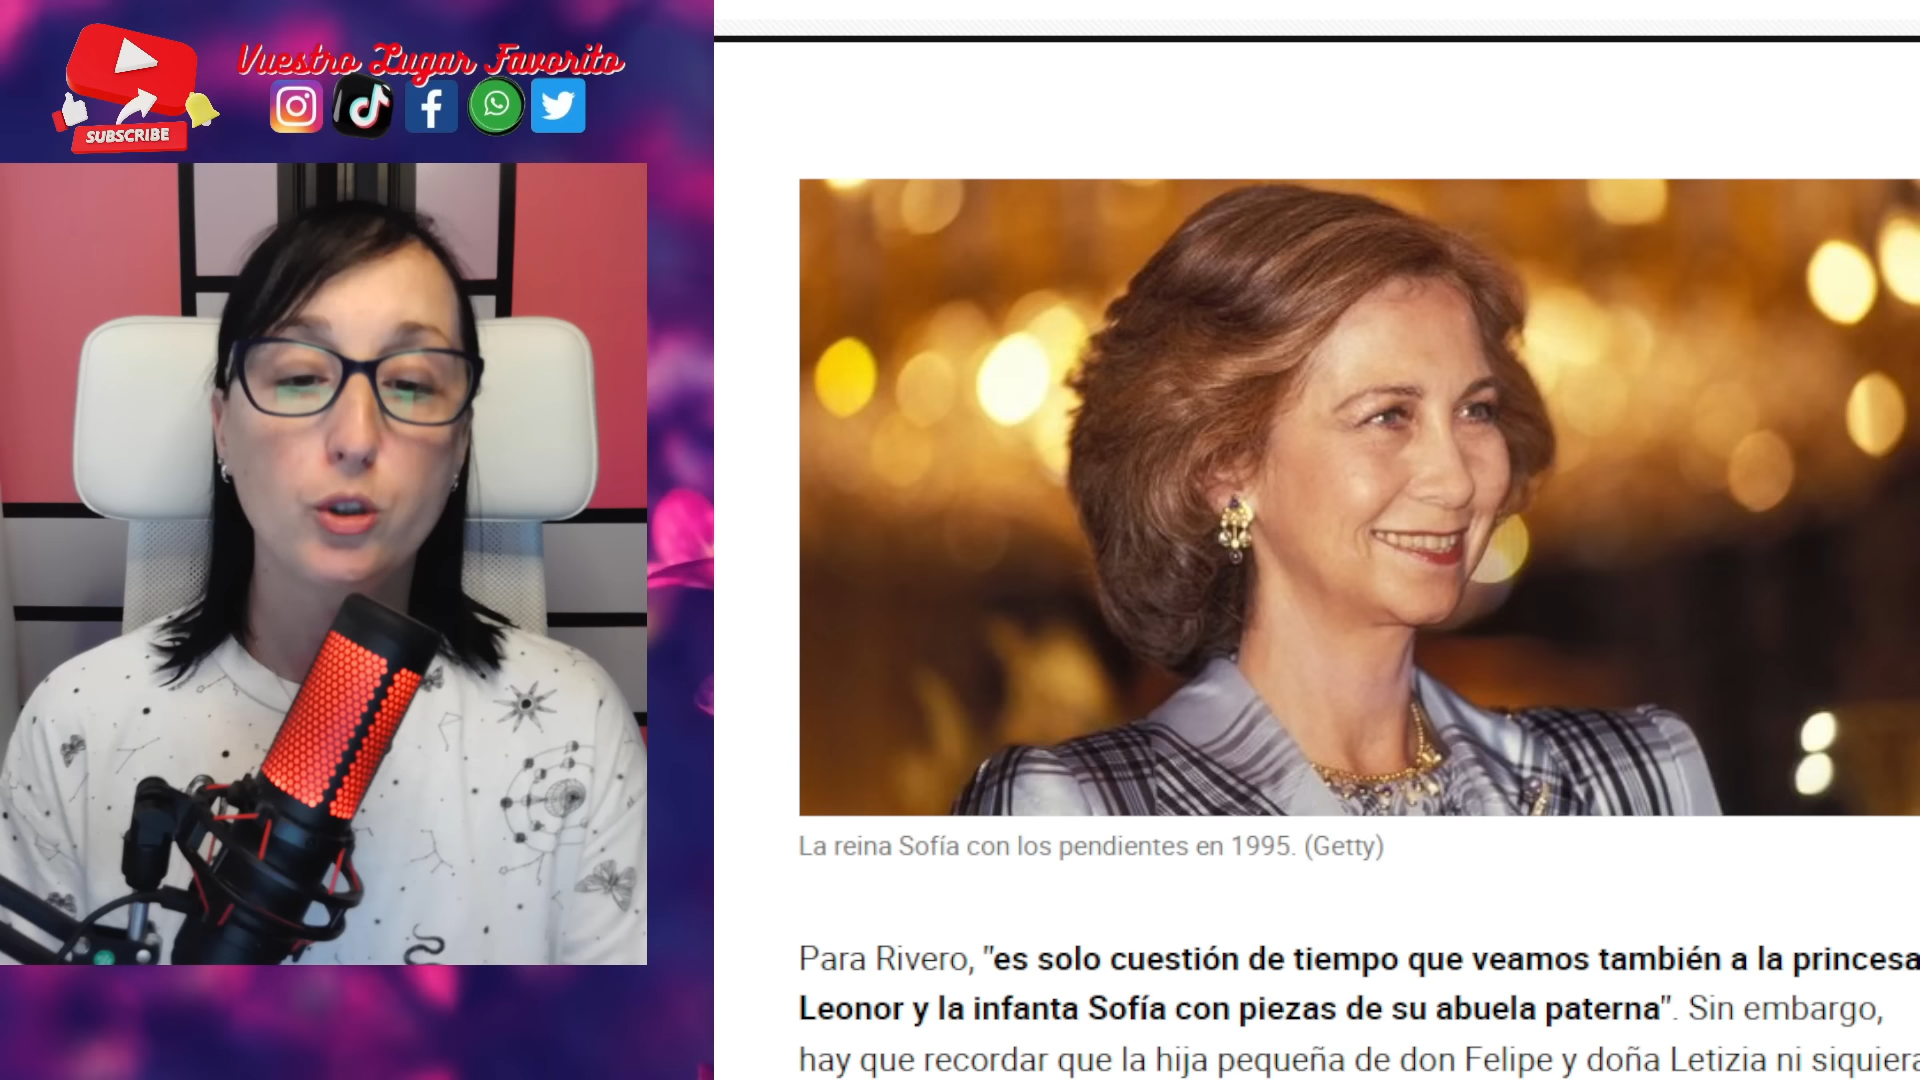 Vuestro Lugar Favorito
SUBSCRIBE
La reina Sofía con los pendientes en 1995. (Getty)
Para Rivero, "es solo cuestión de tiempo que veamos también a la princesa
Leonor y la infanta Sofía con piezas de su abuela paterna". Sin embargo,
hay que recordar que la hija pequeña de don Felipe y doña Letizia ni siquiera